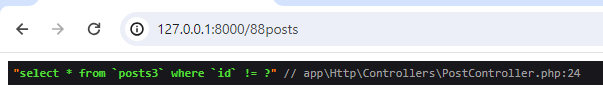 127.0.0.1:8000/88posts
"select * from `posts3` where `id` != ?" // app\Http\Controllers\PostController.php:24